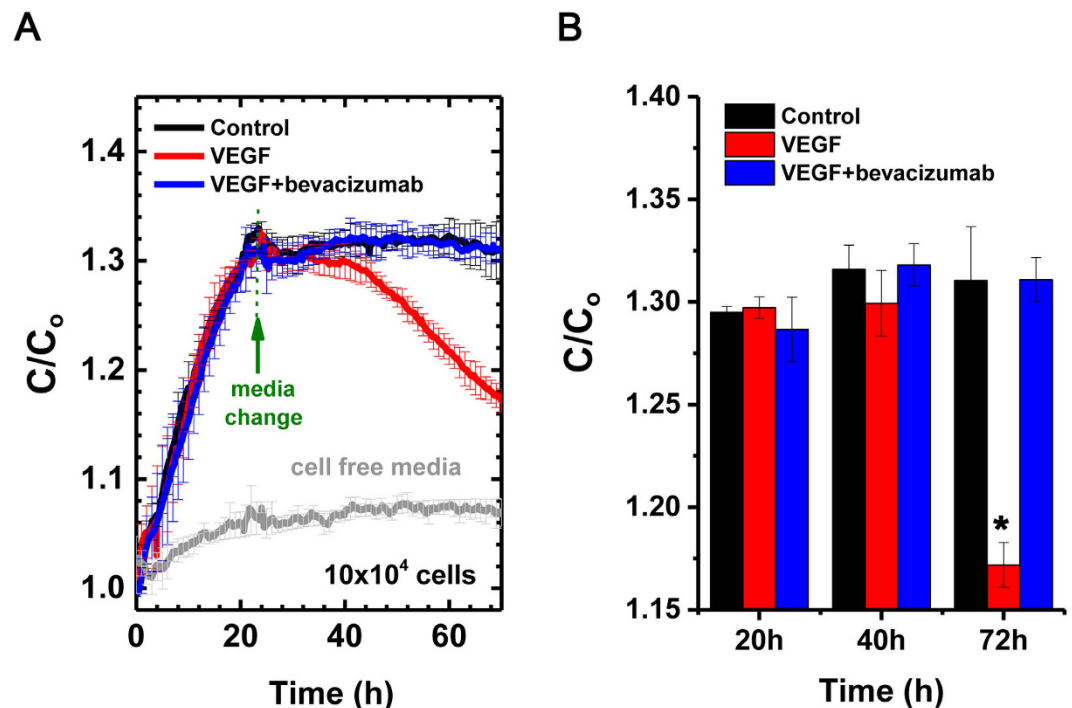 A
C/Cₒ
1.4
1.3
1.2
1.1
1.0
Control
VEGF
VEGF+bevacizumab
media
change
cell free media
10x10⁴ cells
0
20
40
60
Time (h)
B
C/Cₒ
1.40
1.35
1.30
1.25
1.20
1.15
Control
VEGF
VEGF+bevacizumab
*
20h
40h
72h
Time (h)